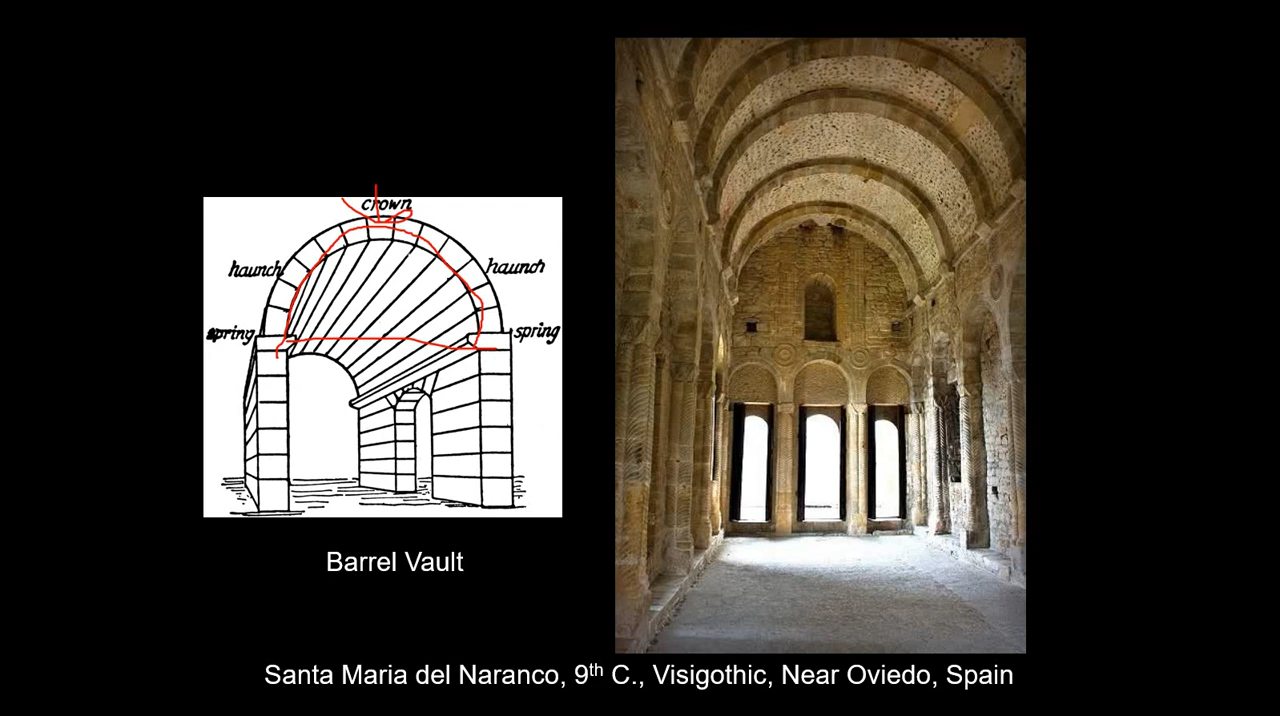 crown
haunch
haunch
spring
spring
Barrel Vault
Santa Maria del Naranco, 9th C., Visigothic, Near Oviedo, Spain